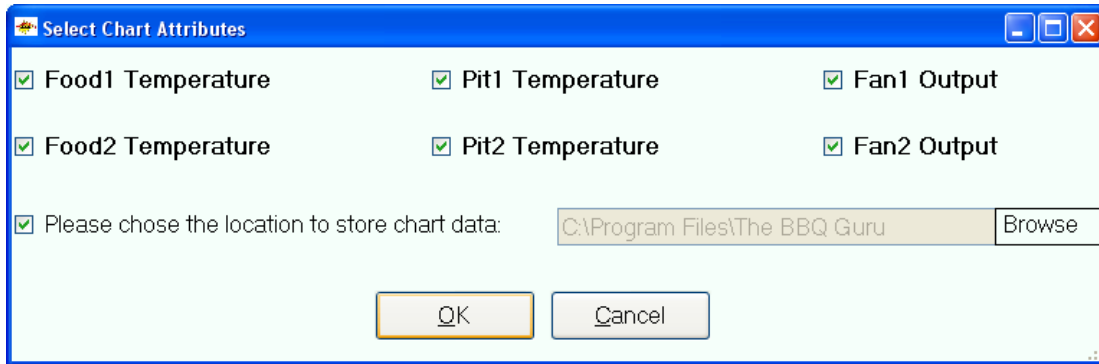 Select Chart Attributes
Food1 Temperature Pit1 Temperature Fan1 Output
Food2 Temperature Pit2 Temperature Fan2 Output
Please chose the location to store chart data: C:\Program Files\The BBQ Guru Browse
OK Cancel